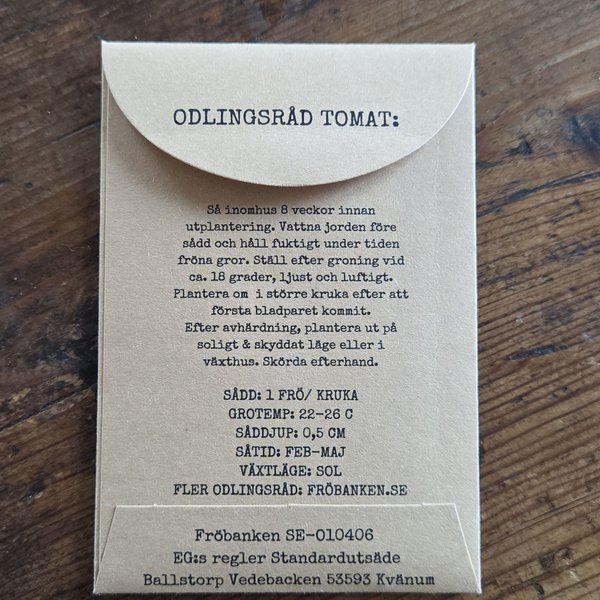 ODLINGSRÅD TOMAT:
Så inomhus 8 veckor innan
utplantering. Vattna jorden före
sådd och håll fuktigt under tiden
fröna gror. Ställ efter groning vid
ca. 18 grader, ljust och luftigt.
Plantera om i större kruka efter att
första bladparet kommit.
Efter avhärdning, plantera ut på
soligt & skyddat läge eller i
växthus. Skörda efterhand.
SÅDD: 1 FRÖ/ KRUKA
GROTEMP: 22-26 C
SÅDDJUP: 0,5 CM
SÅTID: FEB-MAJ
VÄXTLÄGE: SOL
FLER ODLINGSRÅD: FRÖBANKEN.SE
Fröbanken SE-010406
EG:s regler Standardutsäde
Ballstorp Vedebacken 53593 Kvänum